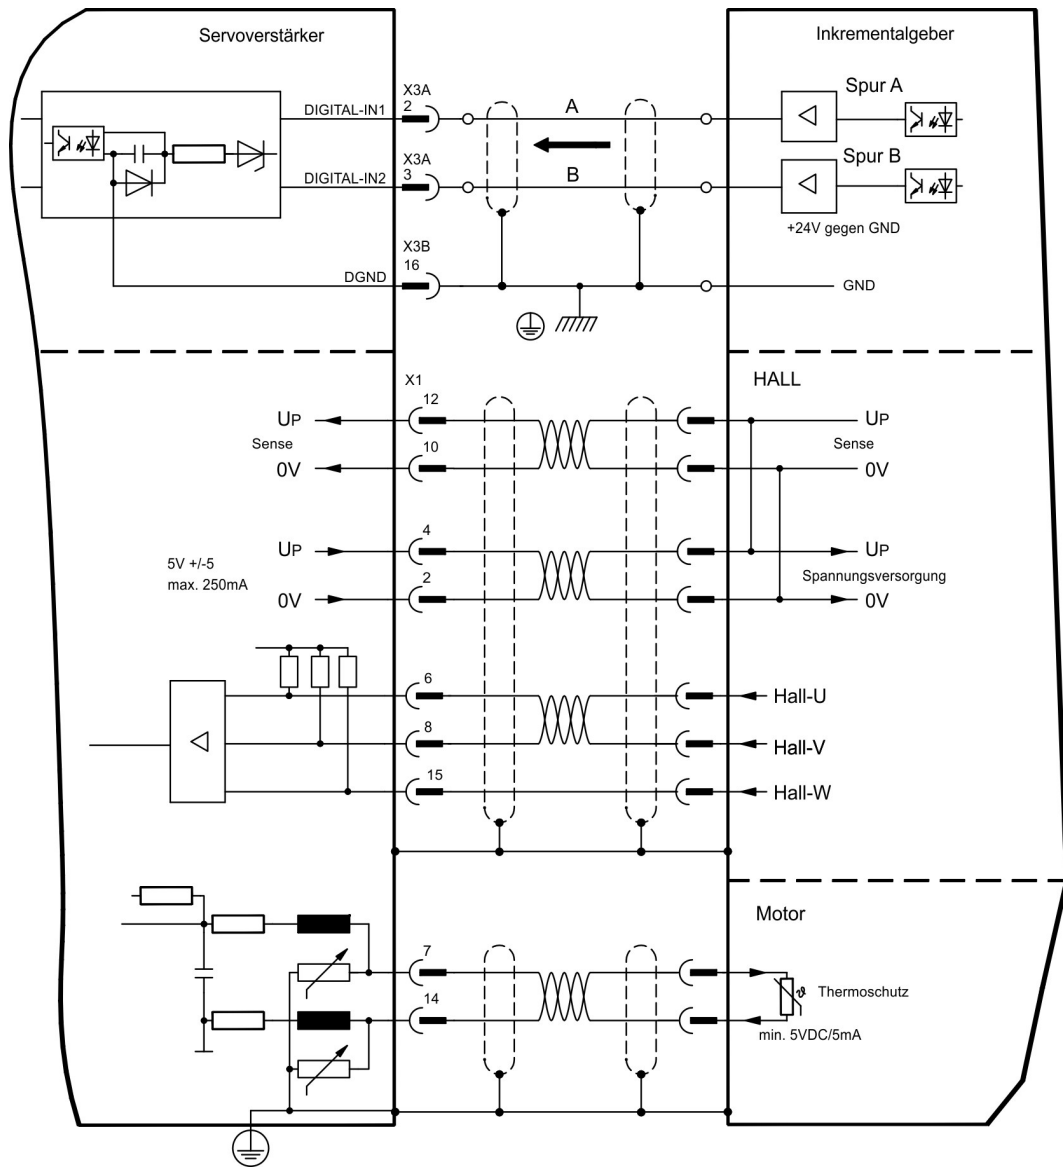 Servoverstärker
Inkrementalgeber
X3A
2
DIGITAL-IN1
A
Spur A
X3A
3
DIGITAL-IN2
B
Spur B
+24V gegen GND
X3B
16
DGND
GND
X1
HALL
12
UP
UP
Sense
Sense
10
0V
0V
4
UP
UP
5V +/-5
max. 250mA
Spannungsversorgung
2
0V
0V
6
Hall-U
8
Hall-V
15
Hall-W
Motor
7
14
ϑ
Thermoschutz
min. 5VDC/5mA